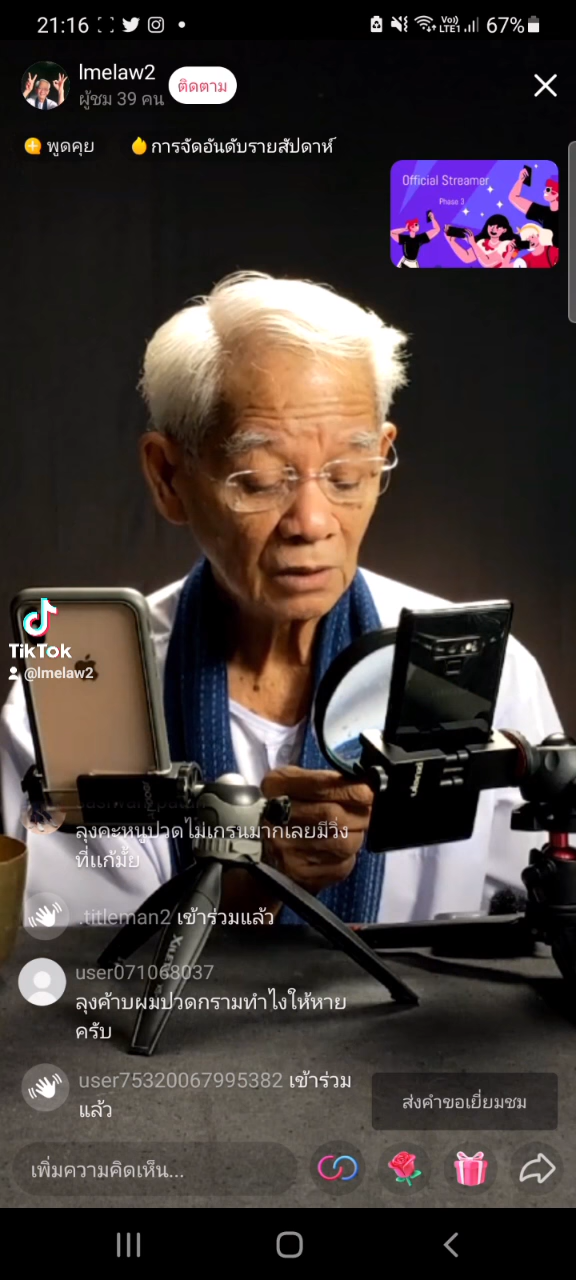 21:16
Vo))
LTE1
67%
lmelaw2
ผู้ชม 39 คน
ติดตาม
พูดคุย
การจัดอันดับรายสัปดาห์
Official Streamer
Phase 3
TikTok
@lmelaw2
ลุงคะหนูปวดไมเกรนมากเลยมีวิ่ง
ที่แก้มั้ย
.titleman2 เข้าร่วมแล้ว
user071068037
ลุงค้าบผมปวดกรามทำไงให้หาย
ครับ
user75320067995382 เข้าร่วม
แล้ว
ส่งคำขอเยี่ยมชม
เพิ่มความคิดเห็น...